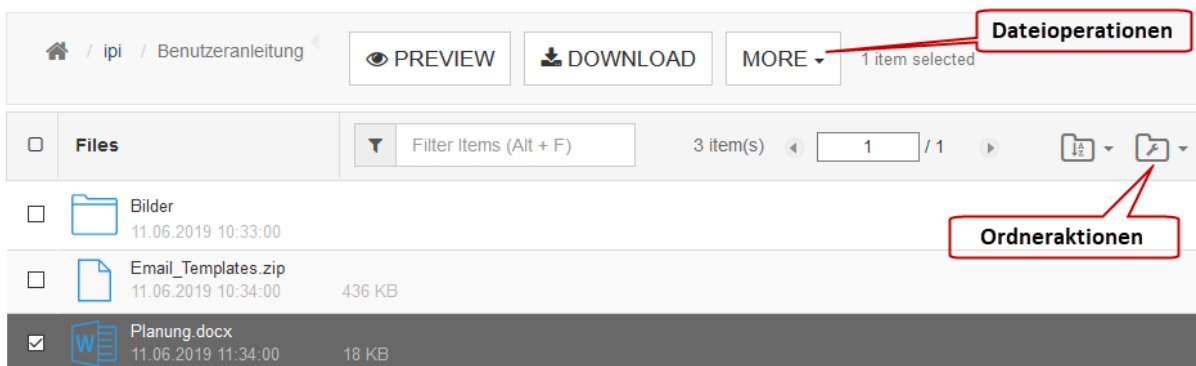 Dateioperationen
/ ipi / Benutzeranleitung PREVIEW DOWNLOAD MORE 1 item selected
Files Filter Items (Alt + F) 3 item(s) 1 / 1
Bilder
11.06.2019 10:33:00
Ordneraktionen
Email_Templates.zip
11.06.2019 10:34:00 436 KB
W Planung.docx
11.06.2019 11:34:00 18 KB